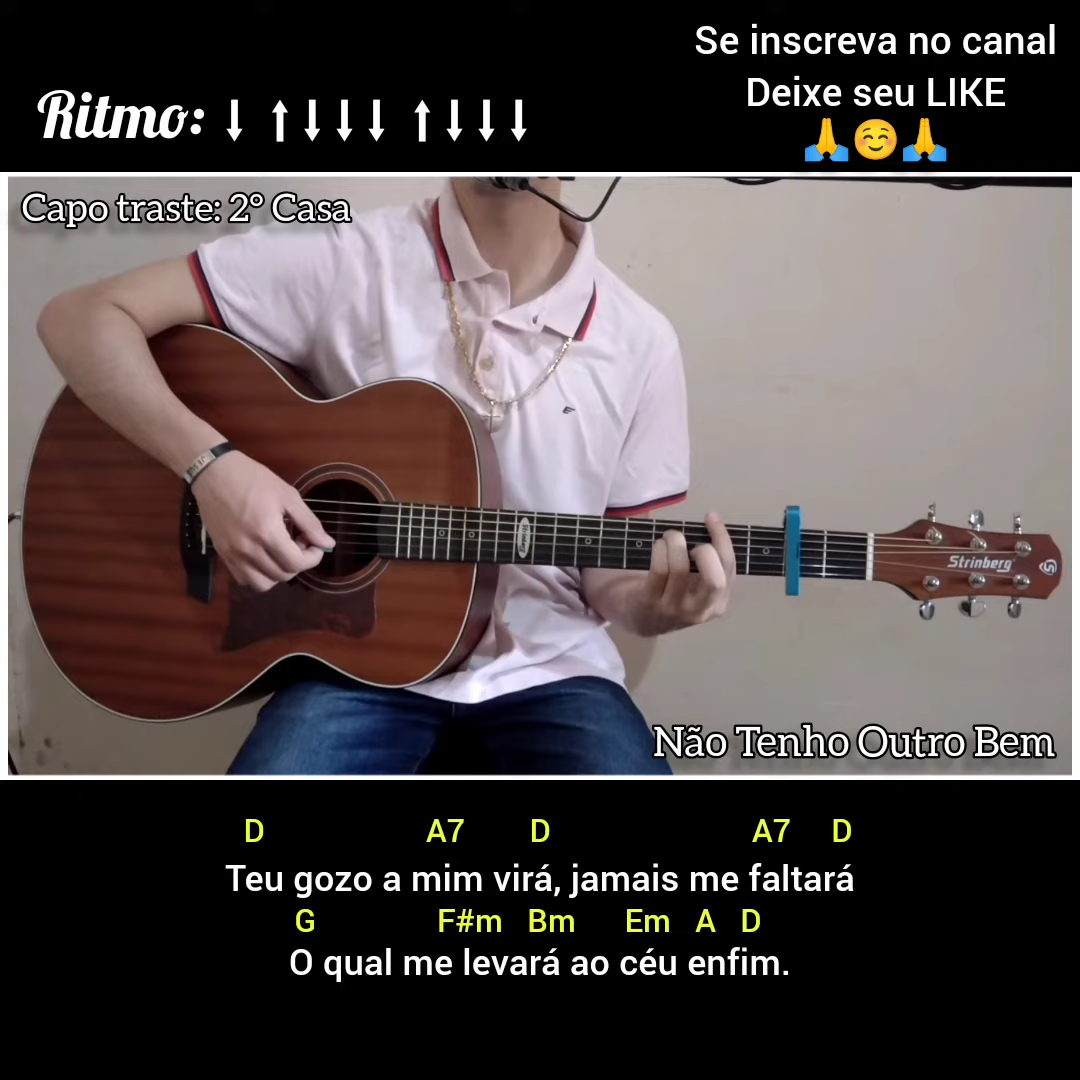 Se inscreva no canal
Deixe seu LIKE
🙏☺️🙏
Ritmo: ↓ ↑↓↓↓ ↑↓↓↓
Capo traste: 2° Casa
Strinberg
Não Tenho Outro Bem
D A7 D A7 D
Teu gozo a mim virá, jamais me faltará
G F#m Bm Em A D
O qual me levará ao céu enfim.